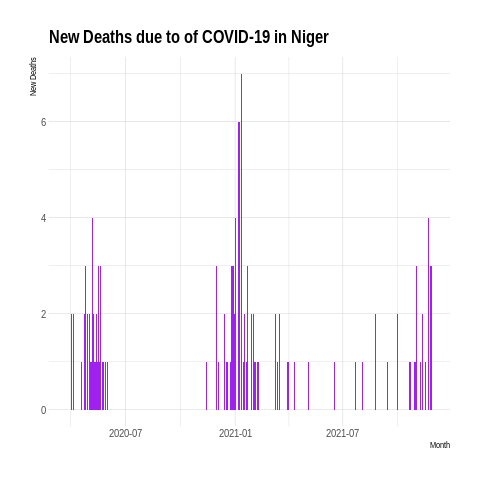 New Deaths due to of COVID-19 in Niger
New Deaths
6
4
2
0
2020-07
2021-01
2021-07
Month